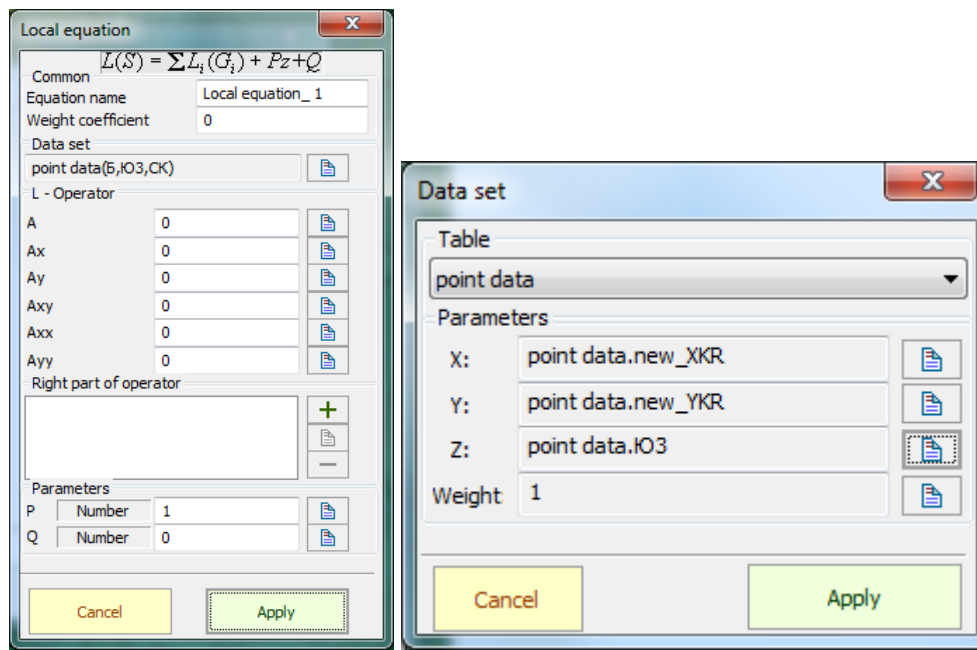 Local equation
L(S) = ΣLi(Gi) + Pz+Q
Common
Equation name Local equation_ 1
Weight coefficient 0
Data set
point data(Б,ЮЗ,СК)
L - Operator
A 0
Ax 0
Ay 0
Axy 0
Axx 0
Ayy 0
Right part of operator
Parameters
P Number 1
Q Number 0
Cancel Apply
Data set
Table
point data
Parameters
X: point data.new_XKR
Y: point data.new_YKR
Z: point data.ЮЗ
Weight 1
Cancel Apply